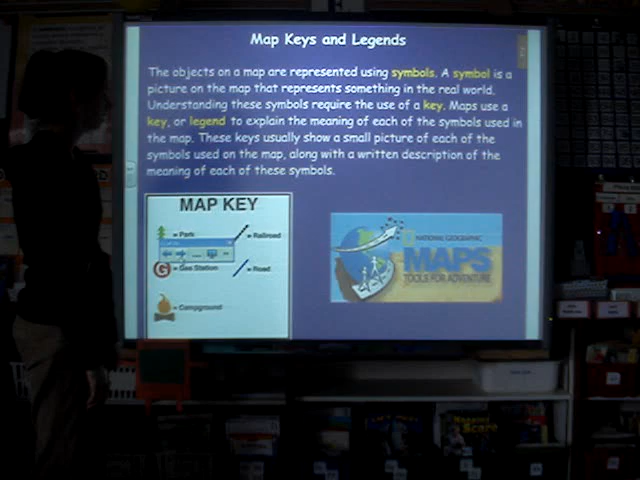 Map Keys and Legends
The objects on a map are represented using symbols. A symbol is a
picture on the map that represents something in the real world.
Understanding these symbols require the use of a key. Maps use a
key, or legend to explain the meaning of each of the symbols used in
the map. These keys usually show a small picture of each of the
symbols used on the map, along with a written description of the
meaning of each of these symbols.
MAP KEY
= Park
= Railroad
G = Gas Station
= Road
= Campground
NATIONAL GEOGRAPHIC
MAPS
TOOLS FOR ADVENTURE